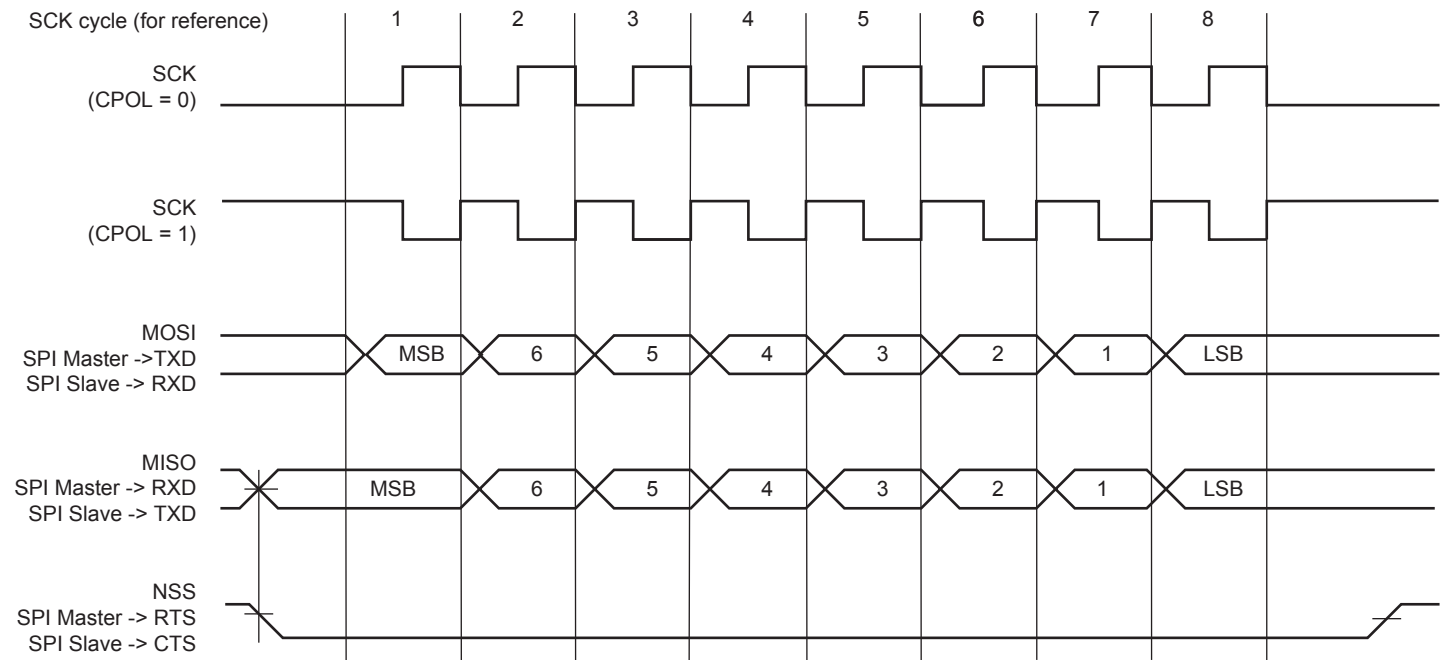 SCK cycle (for reference) 1 2 3 4 5 6 7 8
SCK
(CPOL = 0)
SCK
(CPOL = 1)
MOSI
SPI Master ->TXD
SPI Slave -> RXD
MSB 6 5 4 3 2 1 LSB
MISO
SPI Master -> RXD
SPI Slave -> TXD
MSB 6 5 4 3 2 1 LSB
NSS
SPI Master -> RTS
SPI Slave -> CTS